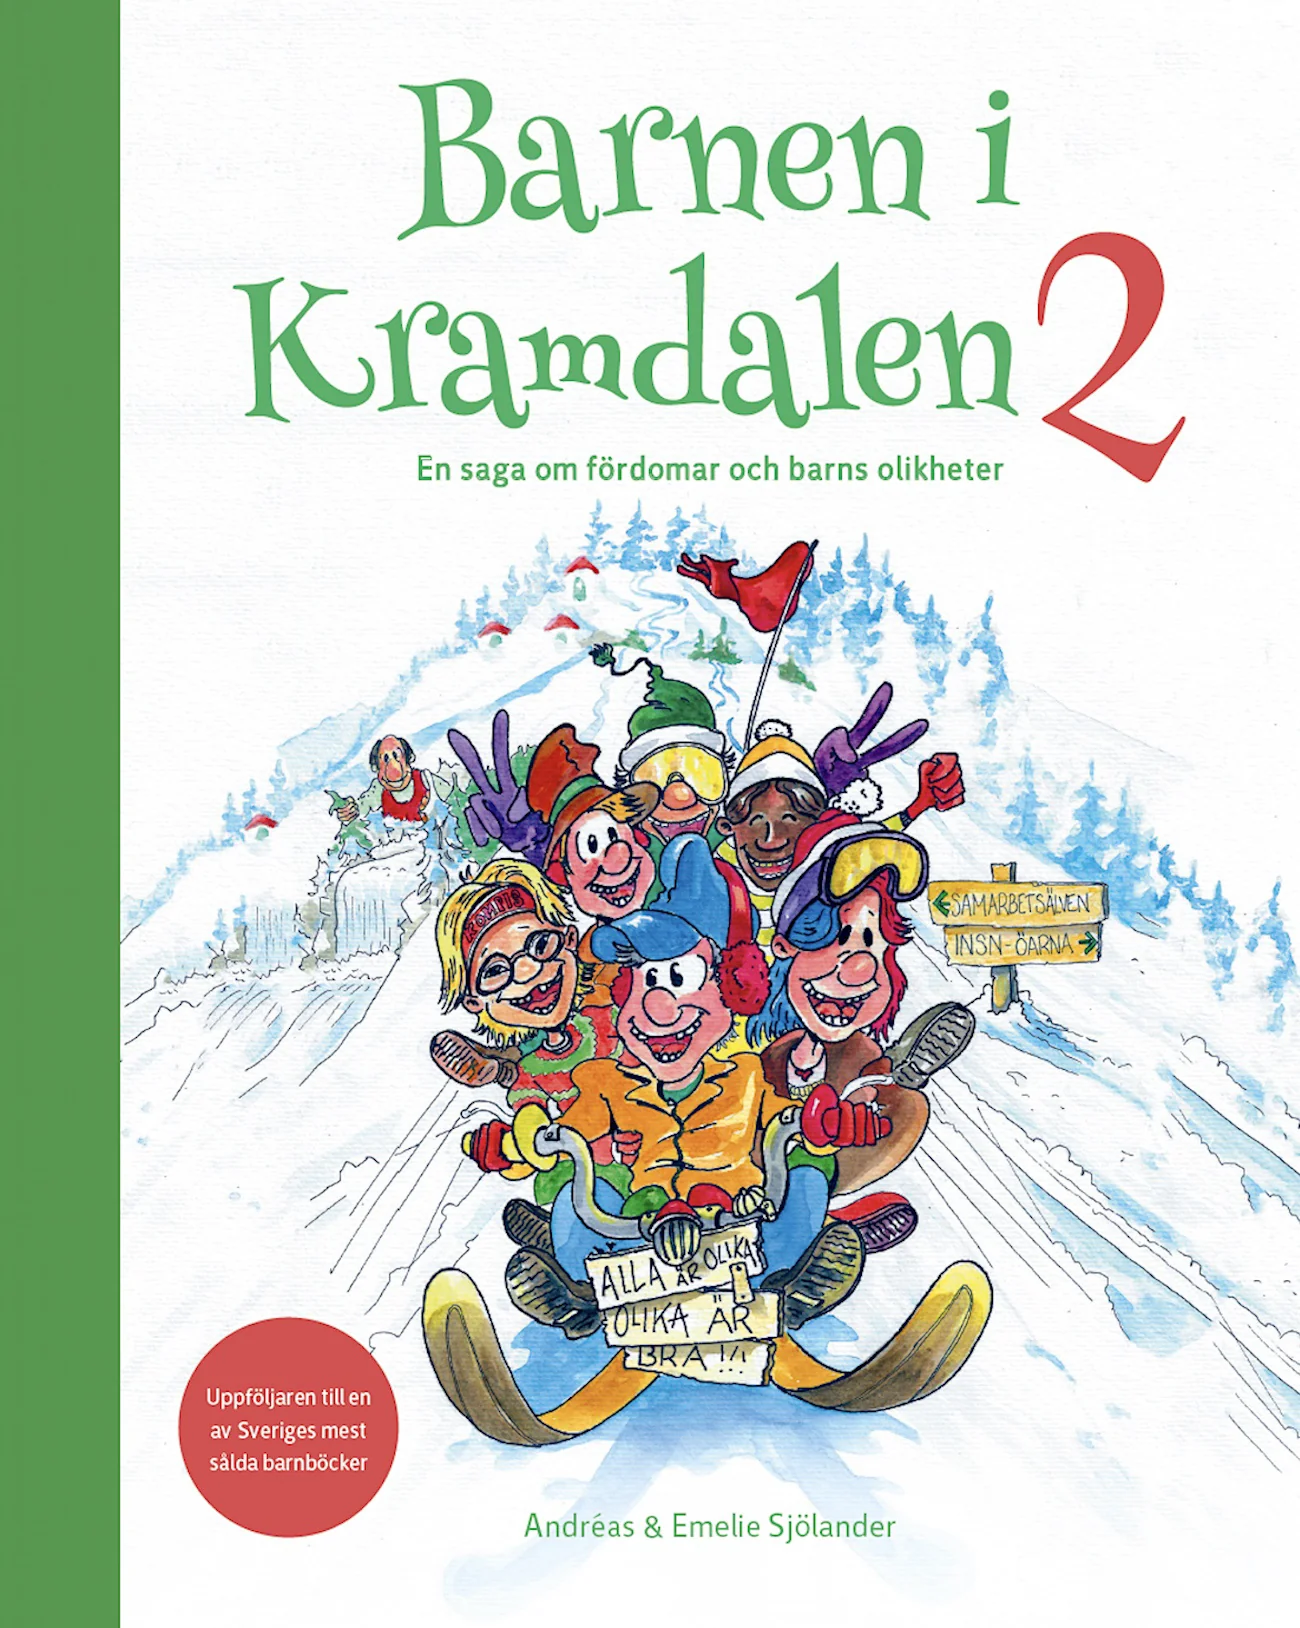 Barnen i
Kramdalen 2
En saga om fördomar och barns olikheter
KOMPIS
SAMARBETSÄLVEN
INSN-ÖARNA
ALLA ÄR OLIKA
OLIKA ÄR
BRA !!!
Uppföljaren till en
av Sveriges mest
sålda barnböcker
Andréas & Emelie Sjölander